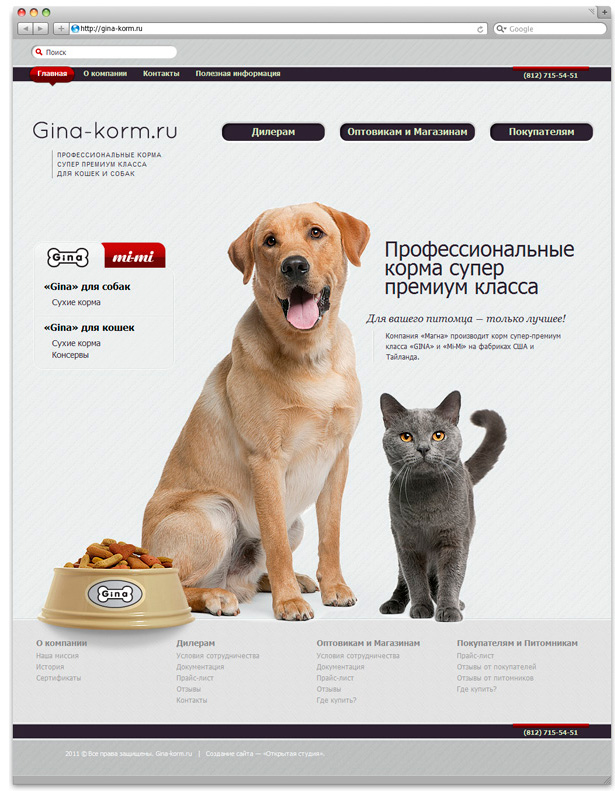 http://gina-korm.ru
Google
Поиск
Главная
О компании
Контакты
Полезная информация
(812) 715-54-51
Gina-korm.ru
ПРОФЕССИОНАЛЬНЫЕ КОРМА
СУПЕР ПРЕМИУМ КЛАССА
ДЛЯ КОШЕК И СОБАК
Дилерам
Оптовикам и Магазинам
Покупателям
Gina
mi-mi
«Gina» для собак
Сухие корма
«Gina» для кошек
Сухие корма
Консервы
Профессиональные
корма супер
премиум класса
Для вашего питомца – только лучшее!
Компания «Магна» производит корм супер-премиум
класса «GINA» и «Mi-Mi» на фабриках США и
Тайланда.
Gina
О компании
Наша миссия
История
Сертификаты
Дилерам
Условия сотрудничества
Документация
Прайс-лист
Отзывы
Контакты
Оптовикам и Магазинам
Условия сотрудничества
Документация
Прайс-лист
Отзывы
Где купить?
Покупателям и Питомникам
Прайс-лист
Отзывы от покупателей
Отзывы от питомников
Где купить?
(812) 715-54-51
2011 © Все права защищены. Gina-korm.ru | Создание сайта — «Открытая студия».